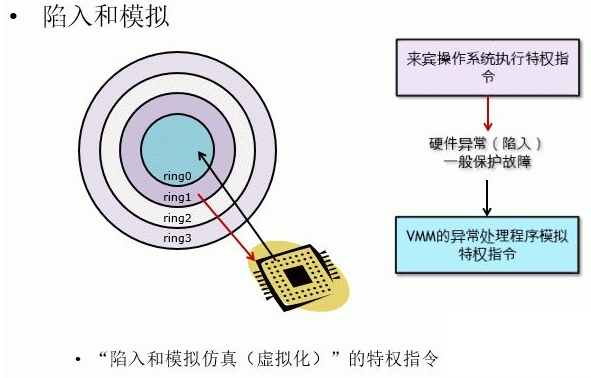 • 陷入和模拟
来宾操作系统执行特权指
令
硬件异常（陷入）
一般保护故障
VMM的异常处理程序模拟
特权指令
ring0
ring1
ring2
ring3
• “陷入和模拟仿真（虚拟化）”的特权指令